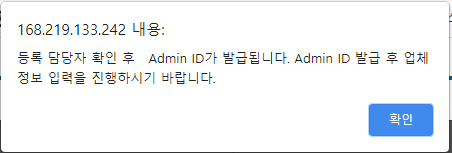 168.219.133.242 내용:
등록 담당자 확인 후   Admin ID가 발급됩니다. Admin ID 발급 후 업체
정보 입력을 진행하시기 바랍니다.
확인